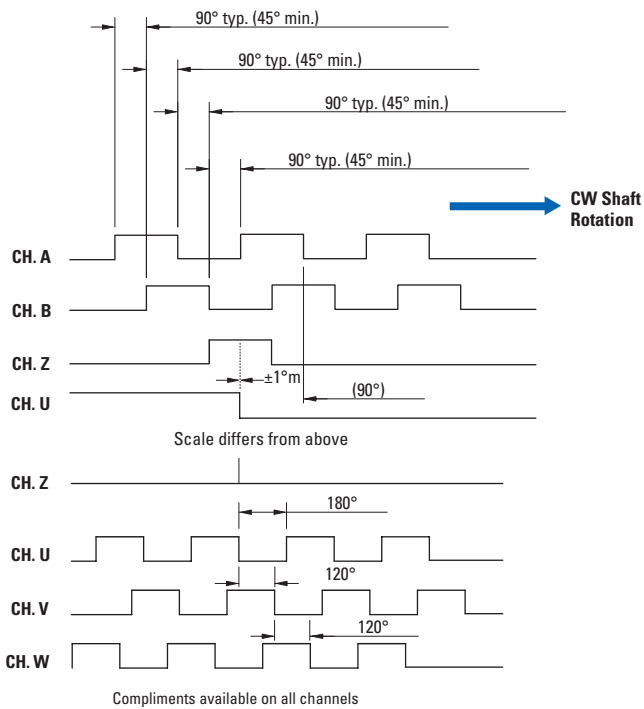 90° typ. (45° min.)
90° typ. (45° min.)
90° typ. (45° min.)
90° typ. (45° min.)
CW Shaft
Rotation
CH. A
CH. B
CH. Z
±1°m
CH. U
(90°)
Scale differs from above
CH. Z
180°
CH. U
120°
CH. V
120°
CH. W
Compliments available on all channels